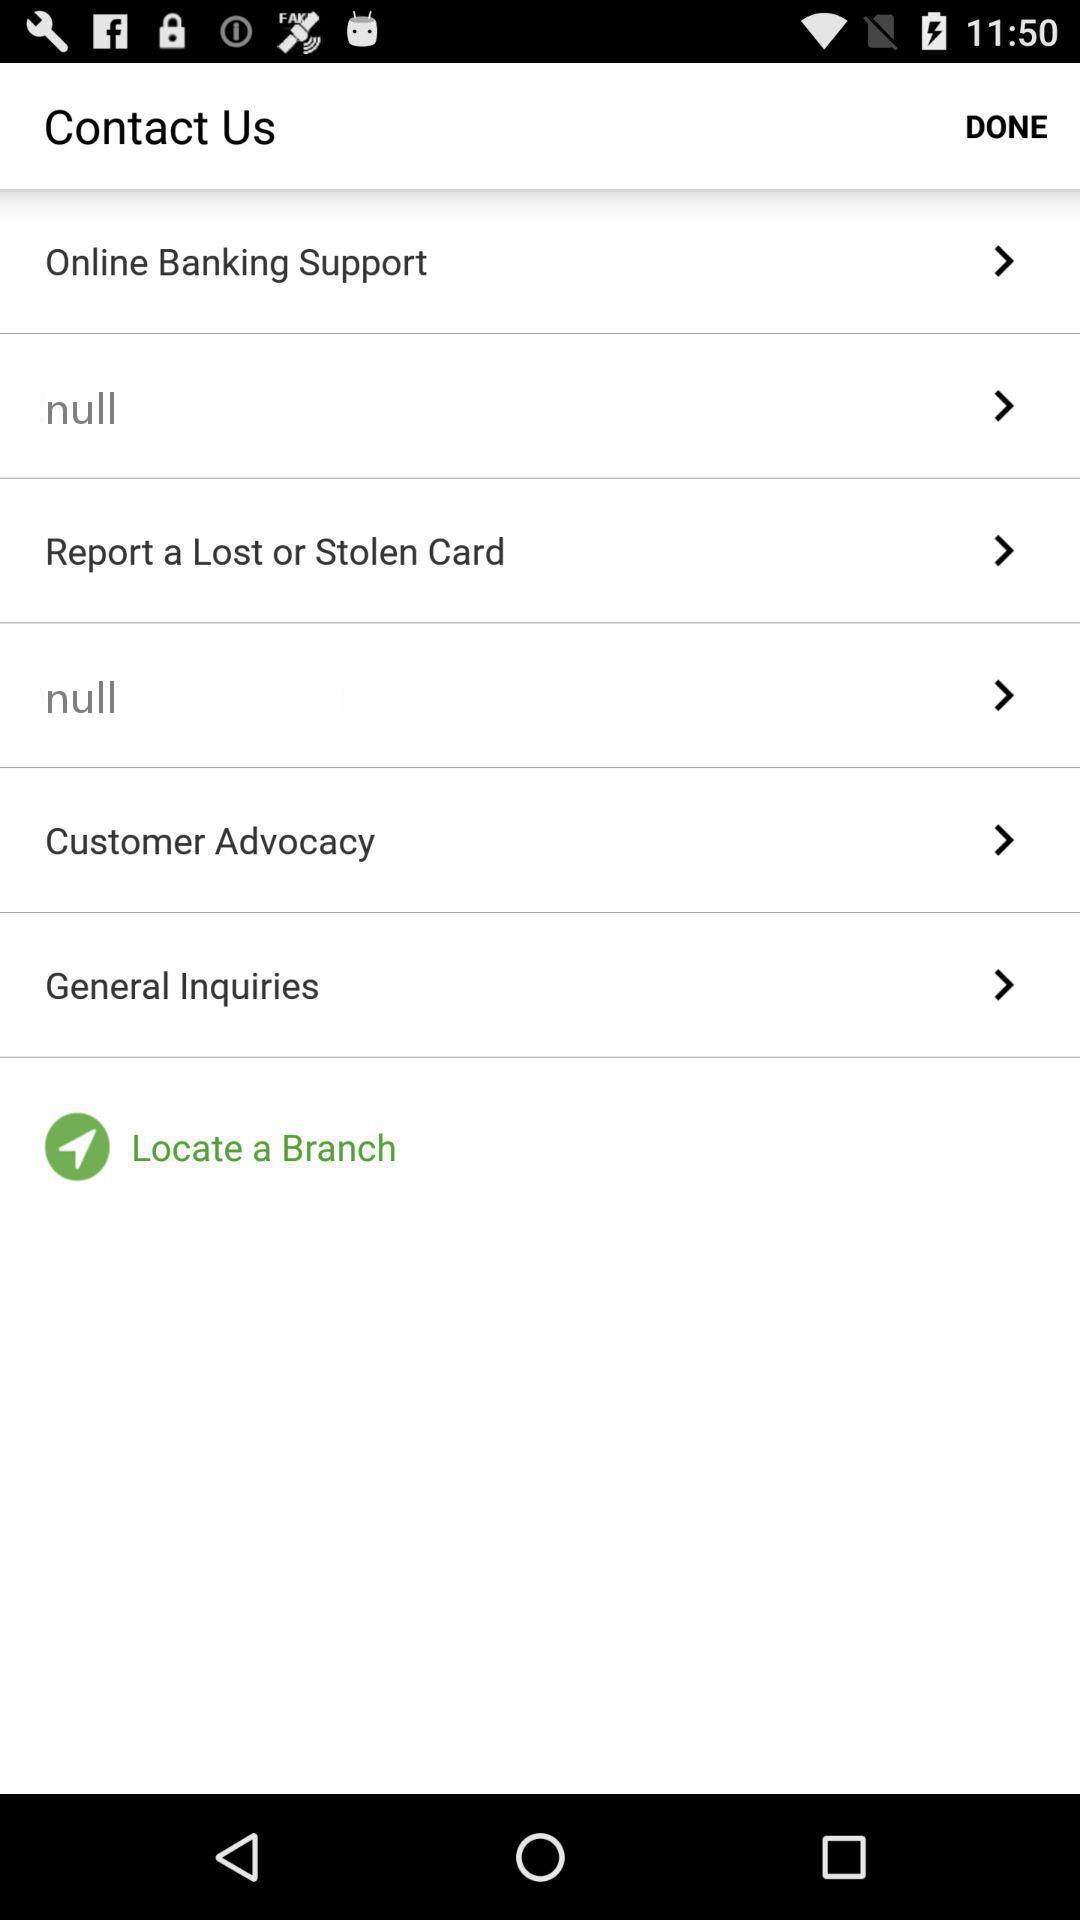 FAKE
11:50
Contact Us
DONE
Online Banking Support
null
Report a Lost or Stolen Card
null
Customer Advocacy
General Inquiries
Locate a Branch